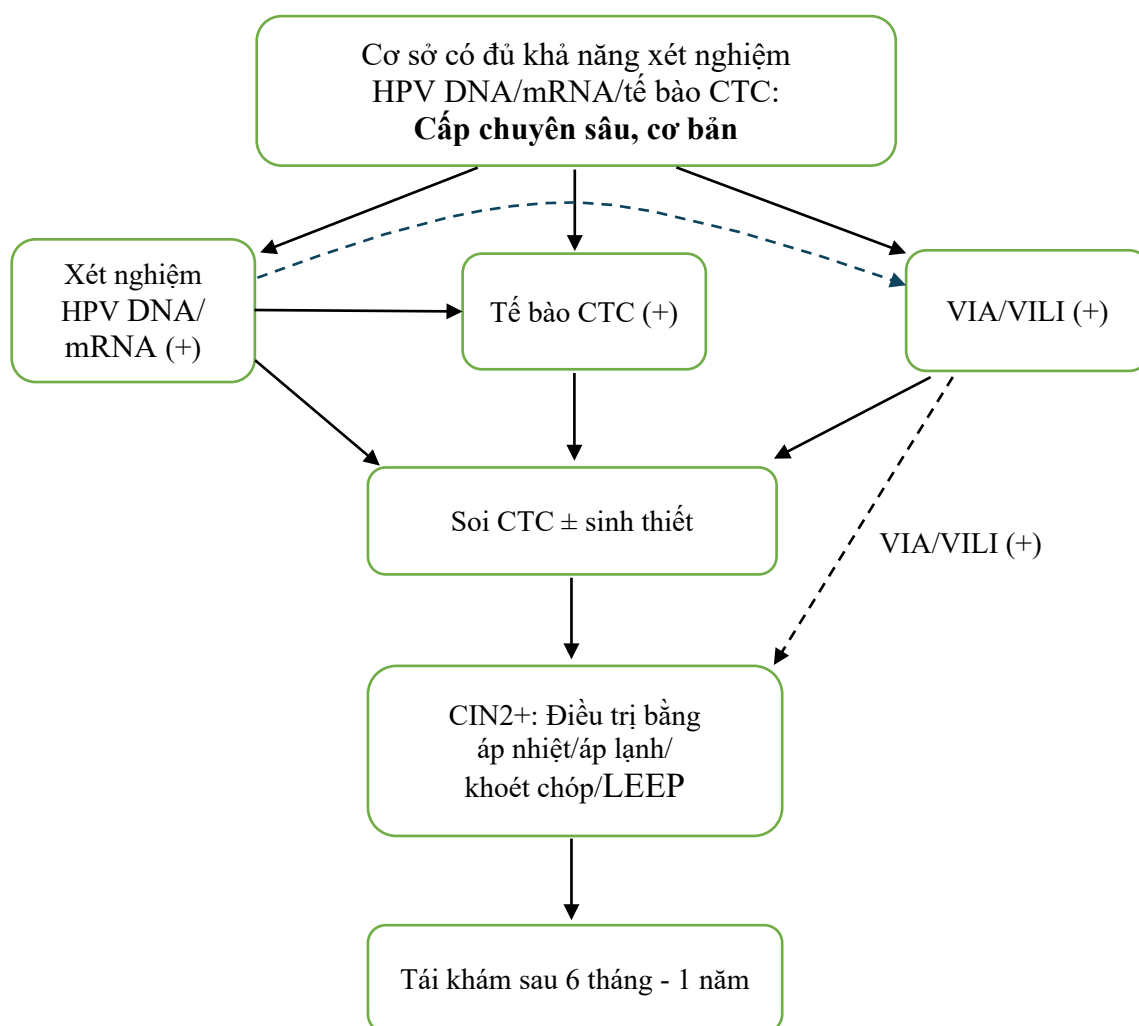 Cơ sở có đủ khả năng xét nghiệm
HPV DNA/mRNA/tế bào CTC:
Cấp chuyên sâu, cơ bản
Xét nghiệm
HPV DNA/
mRNA (+)
Tế bào CTC (+)
VIA/VILI (+)
Soi CTC ± sinh thiết
VIA/VILI (+)
CIN2+: Điều trị bằng
áp nhiệt/áp lạnh/
khoét chóp/LEEP
Tái khám sau 6 tháng - 1 năm